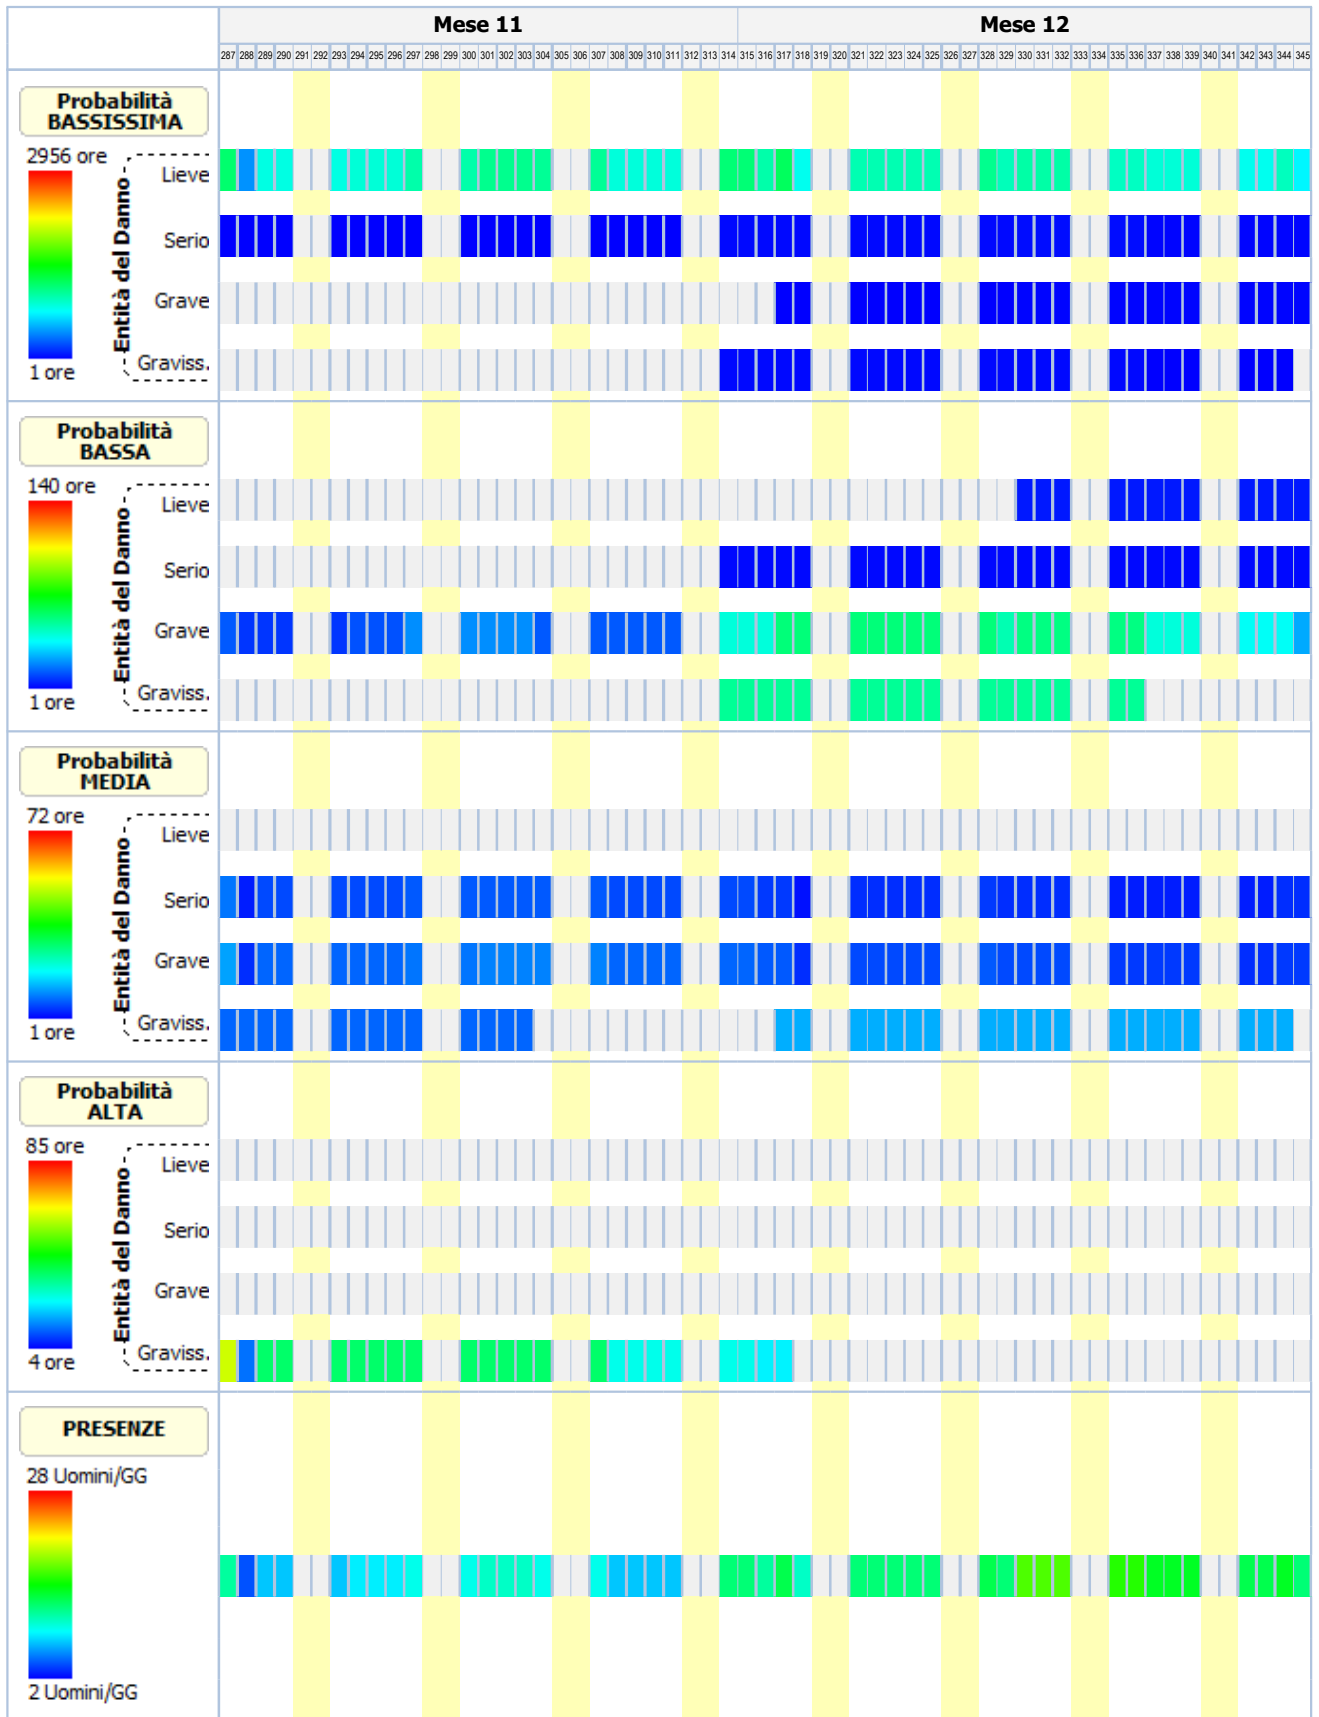 Mese 11 Mese 12
287 288 289 290 291 292 293 294 295 296 297 298 299 300 301 302 303 304 305 306 307 308 309 310 311 312 313 314 315 316 317 318 319 320 321 322 323 324 325 326 327 328 329 330 331 332 333 334 335 336 337 338 339 340 341 342 343 344 345
Probabilità
BASSISSIMA
2956 ore
1 ore
Entità del Danno
Lieve
Serio
Grave
Graviss.
Probabilità
BASSA
140 ore
1 ore
Entità del Danno
Lieve
Serio
Grave
Graviss.
Probabilità
MEDIA
72 ore
1 ore
Entità del Danno
Lieve
Serio
Grave
Graviss.
Probabilità
ALTA
85 ore
4 ore
Entità del Danno
Lieve
Serio
Grave
Graviss.
PRESENZE
28 Uomini/GG
2 Uomini/GG